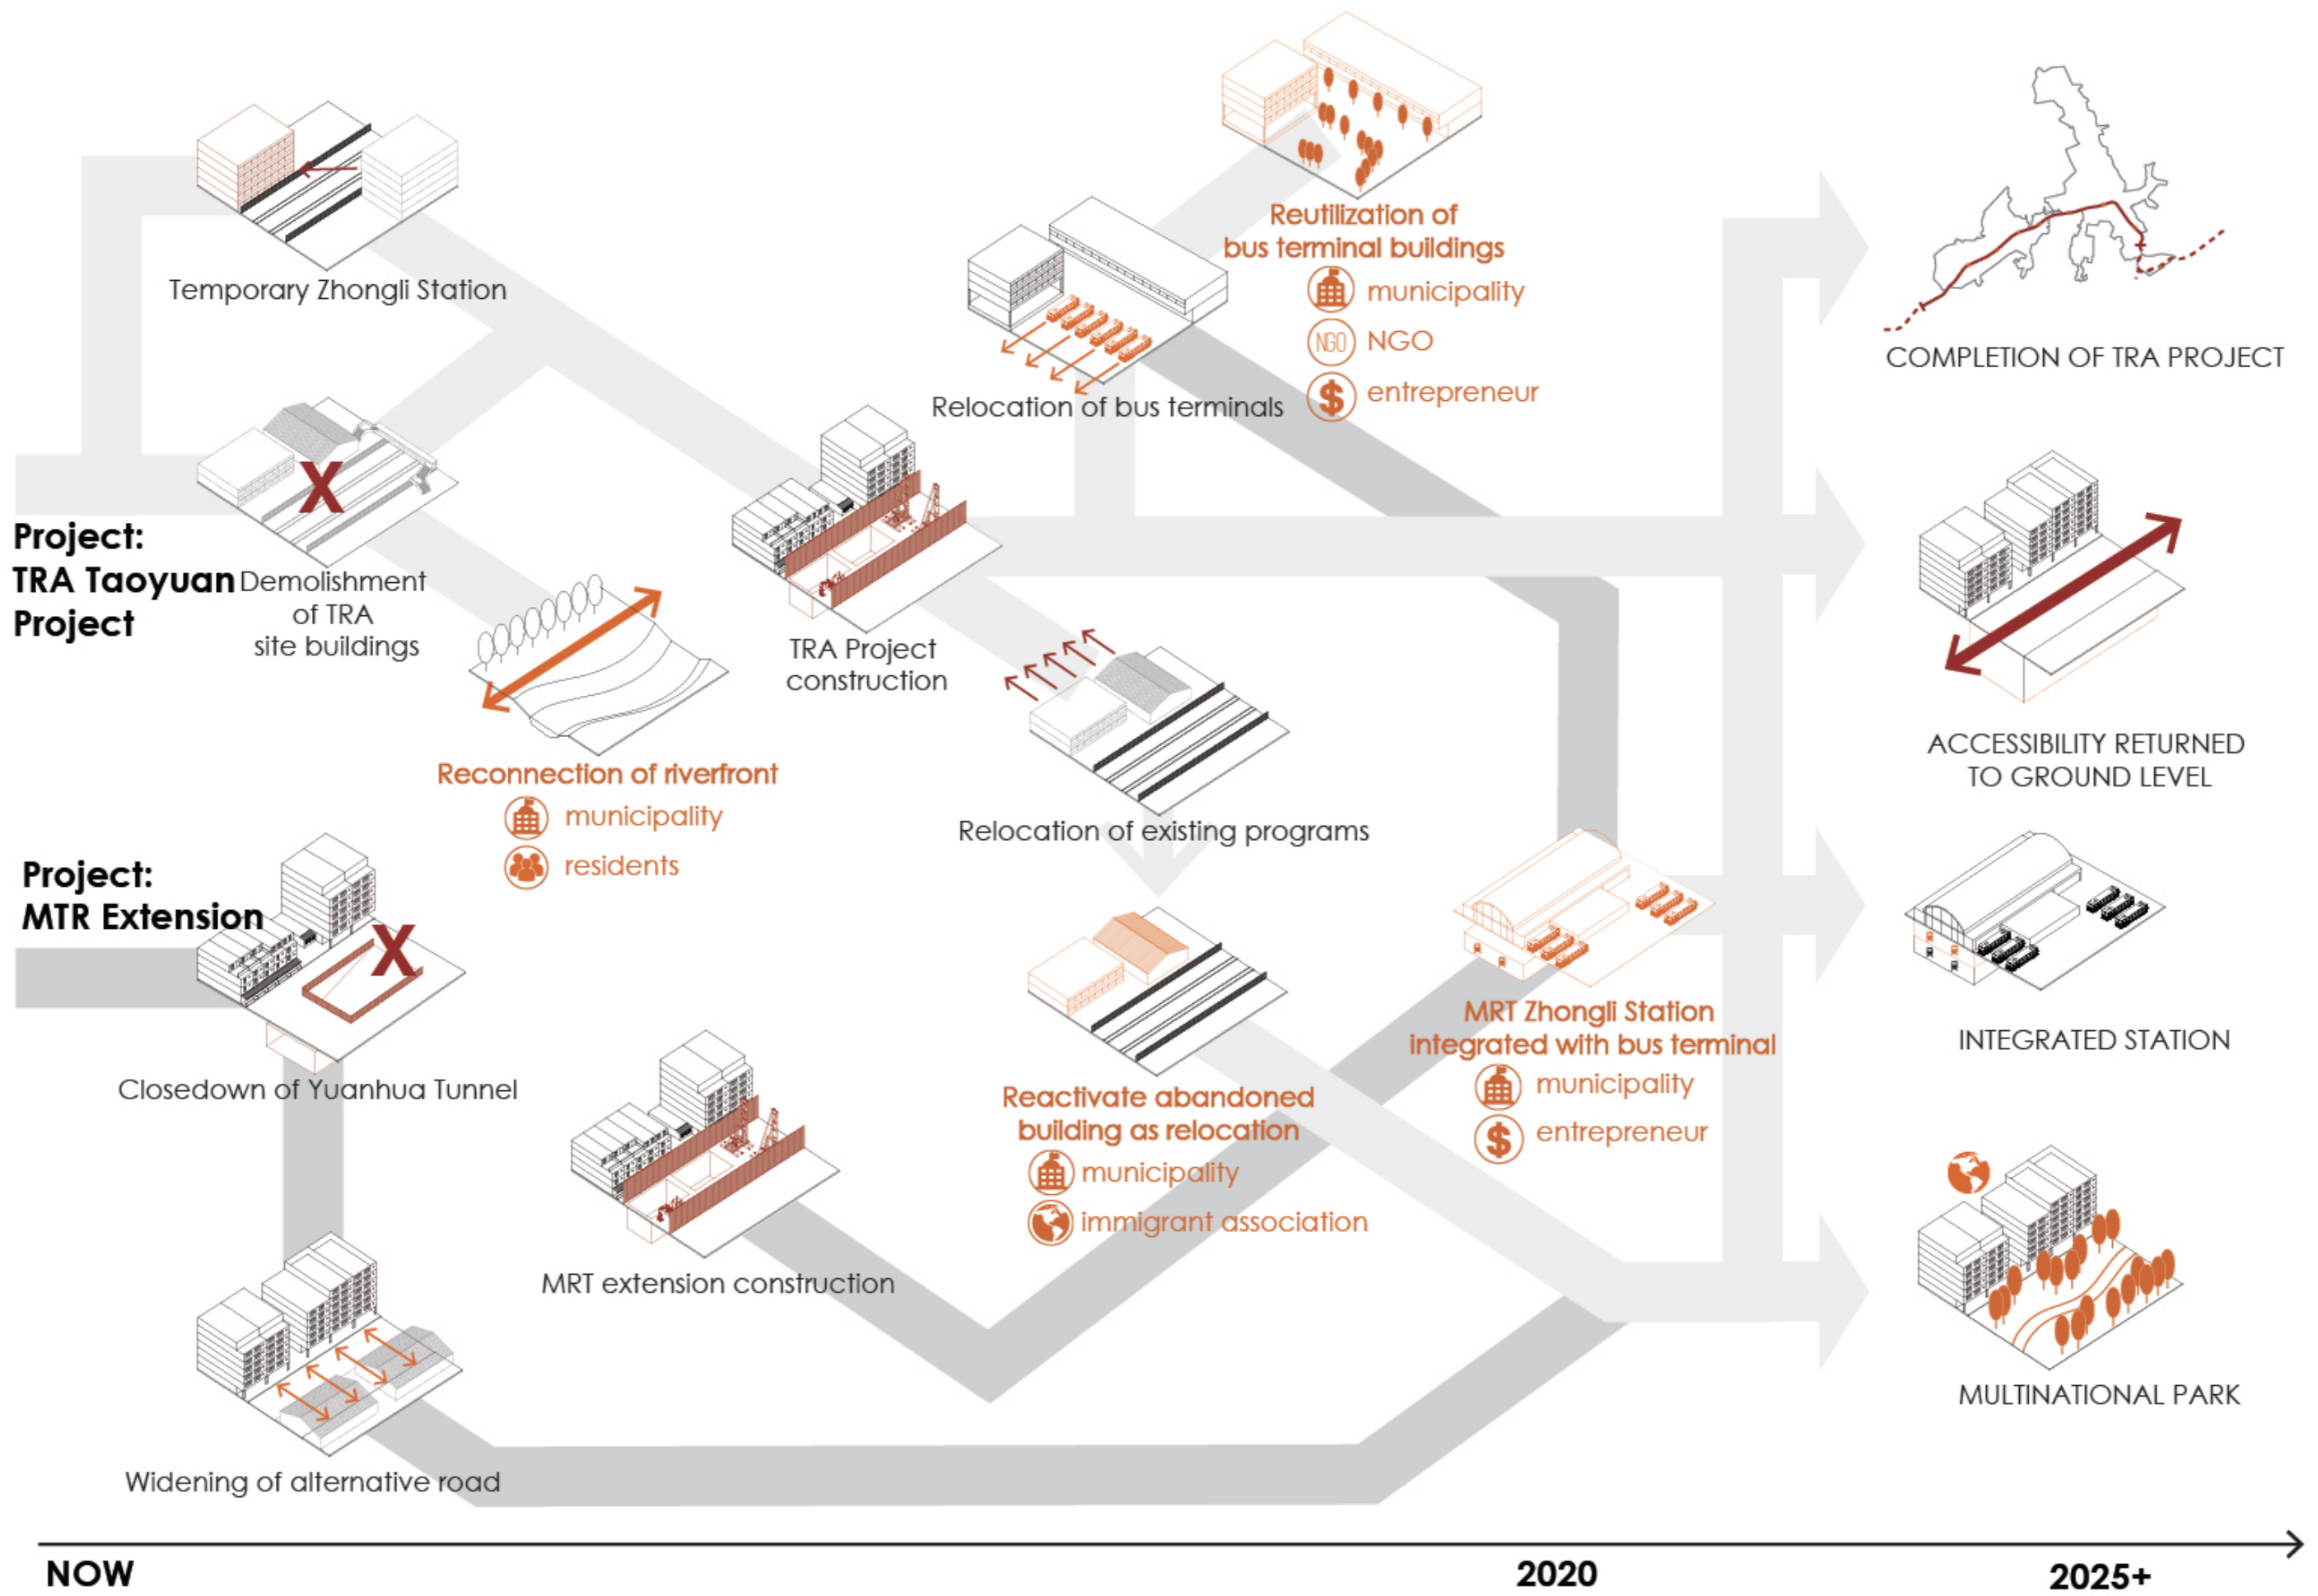 Temporary Zhongli Station
Project:
TRA Taoyuan
Project
Demolishment
of TRA
site buildings
Reconnection of riverfront
municipality
residents
Project:
MTR Extension
Closedown of Yuanhua Tunnel
Widening of alternative road
MRT extension construction
TRA Project
construction
Relocation of bus terminals
Reutilization of
bus terminal buildings
municipality
NGO NGO
entrepreneur
Relocation of existing programs
Reactivate abandoned
building as relocation
municipality
immigrant association
MRT Zhongli Station
integrated with bus terminal
municipality
entrepreneur
COMPLETION OF TRA PROJECT
ACCESSIBILITY RETURNED
TO GROUND LEVEL
INTEGRATED STATION
MULTINATIONAL PARK
NOW
2020
2025+